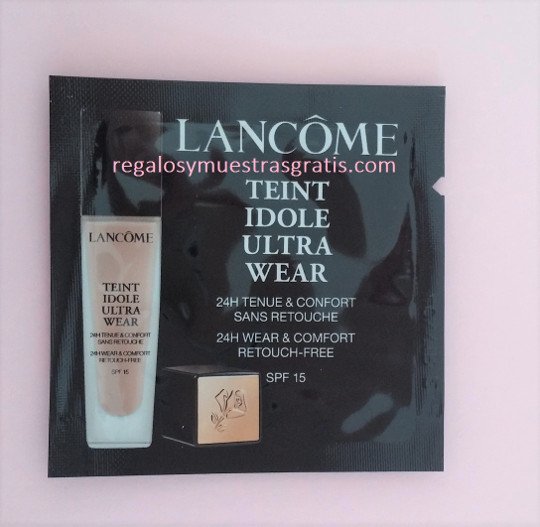 LANCÔME
regalosymuestrasgratis.com
TEINT
IDOLE
ULTRA
WEAR
24H TENUE & CONFORT
SANS RETOUCHE
24H WEAR & COMFORT
RETOUCH-FREE
SPF 15
LANCÔME
TEINT
IDOLE
ULTRA
WEAR
24H TENUE & CONFORT
SANS RETOUCHE
24H WEAR & COMFORT
RETOUCH-FREE
SPF 15